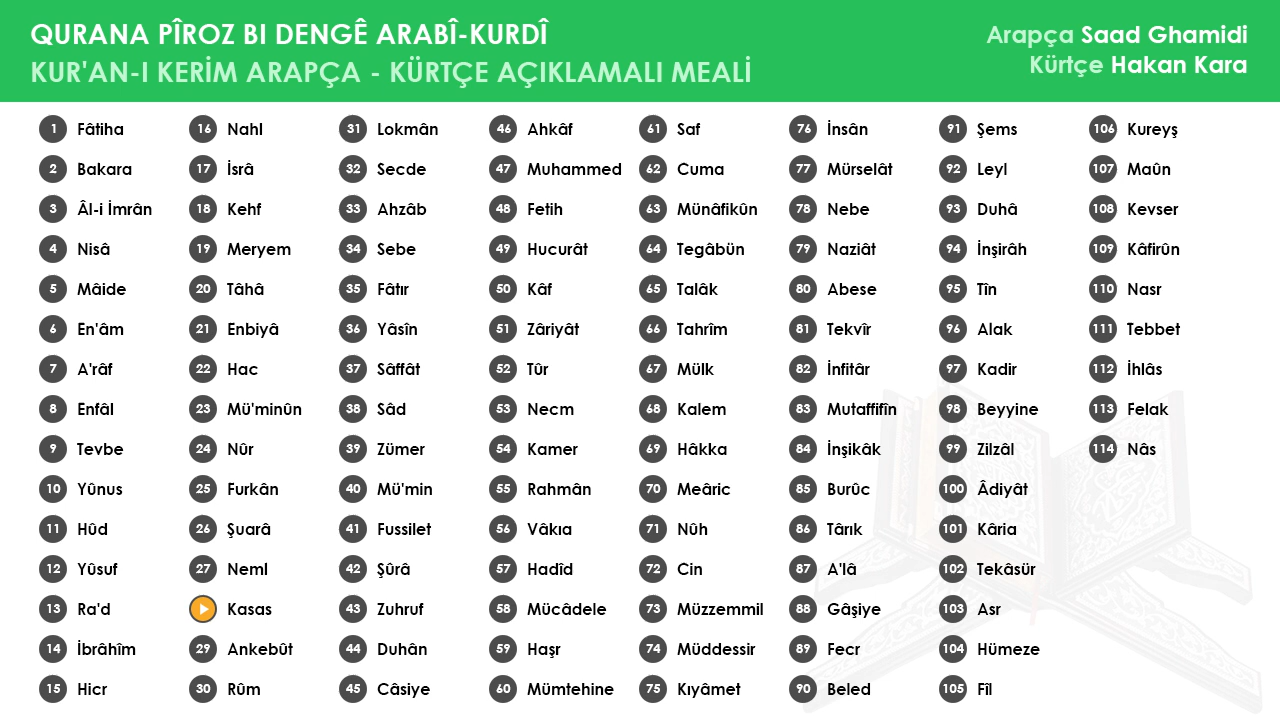 QURANA PÎROZ BI DENGÊ ARABÎ-KURDÎ
KUR'AN-I KERİM ARAPÇA - KÜRTÇE AÇIKLAMALI MEALİ
Arapça Saad Ghamidi
Kürtçe Hakan Kara
1 Fâtiha
2 Bakara
3 Âl-i İmrân
4 Nisâ
5 Mâide
6 En'âm
7 A'râf
8 Enfâl
9 Tevbe
10 Yûnus
11 Hûd
12 Yûsuf
13 Ra'd
14 İbrâhîm
15 Hicr
16 Nahl
17 İsrâ
18 Kehf
19 Meryem
20 Tâhâ
21 Enbiyâ
22 Hac
23 Mü'minûn
24 Nûr
25 Furkân
26 Şuarâ
27 Neml
Kasas
29 Ankebût
30 Rûm
31 Lokmân
32 Secde
33 Ahzâb
34 Sebe
35 Fâtır
36 Yâsîn
37 Sâffât
38 Sâd
39 Zümer
40 Mü'min
41 Fussilet
42 Şûrâ
43 Zuhruf
44 Duhân
45 Câsiye
46 Ahkâf
47 Muhammed
48 Fetih
49 Hucurât
50 Kâf
51 Zâriyât
52 Tûr
53 Necm
54 Kamer
55 Rahmân
56 Vâkıa
57 Hadîd
58 Mücâdele
59 Haşr
60 Mümtehine
61 Saf
62 Cuma
63 Münâfikûn
64 Tegâbün
65 Talâk
66 Tahrîm
67 Mülk
68 Kalem
69 Hâkka
70 Meâric
71 Nûh
72 Cin
73 Müzzemmil
74 Müddessir
75 Kıyâmet
76 İnsân
77 Mürselât
78 Nebe
79 Naziât
80 Abese
81 Tekvîr
82 İnfitâr
83 Mutaffifîn
84 İnşikâk
85 Burûc
86 Târık
87 A'lâ
88 Gâşiye
89 Fecr
90 Beled
91 Şems
92 Leyl
93 Duhâ
94 İnşirâh
95 Tîn
96 Alak
97 Kadir
98 Beyyine
99 Zilzâl
100 Âdiyât
101 Kâria
102 Tekâsür
103 Asr
104 Hümeze
105 Fîl
106 Kureyş
107 Maûn
108 Kevser
109 Kâfirûn
110 Nasr
111 Tebbet
112 İhlâs
113 Felak
114 Nâs